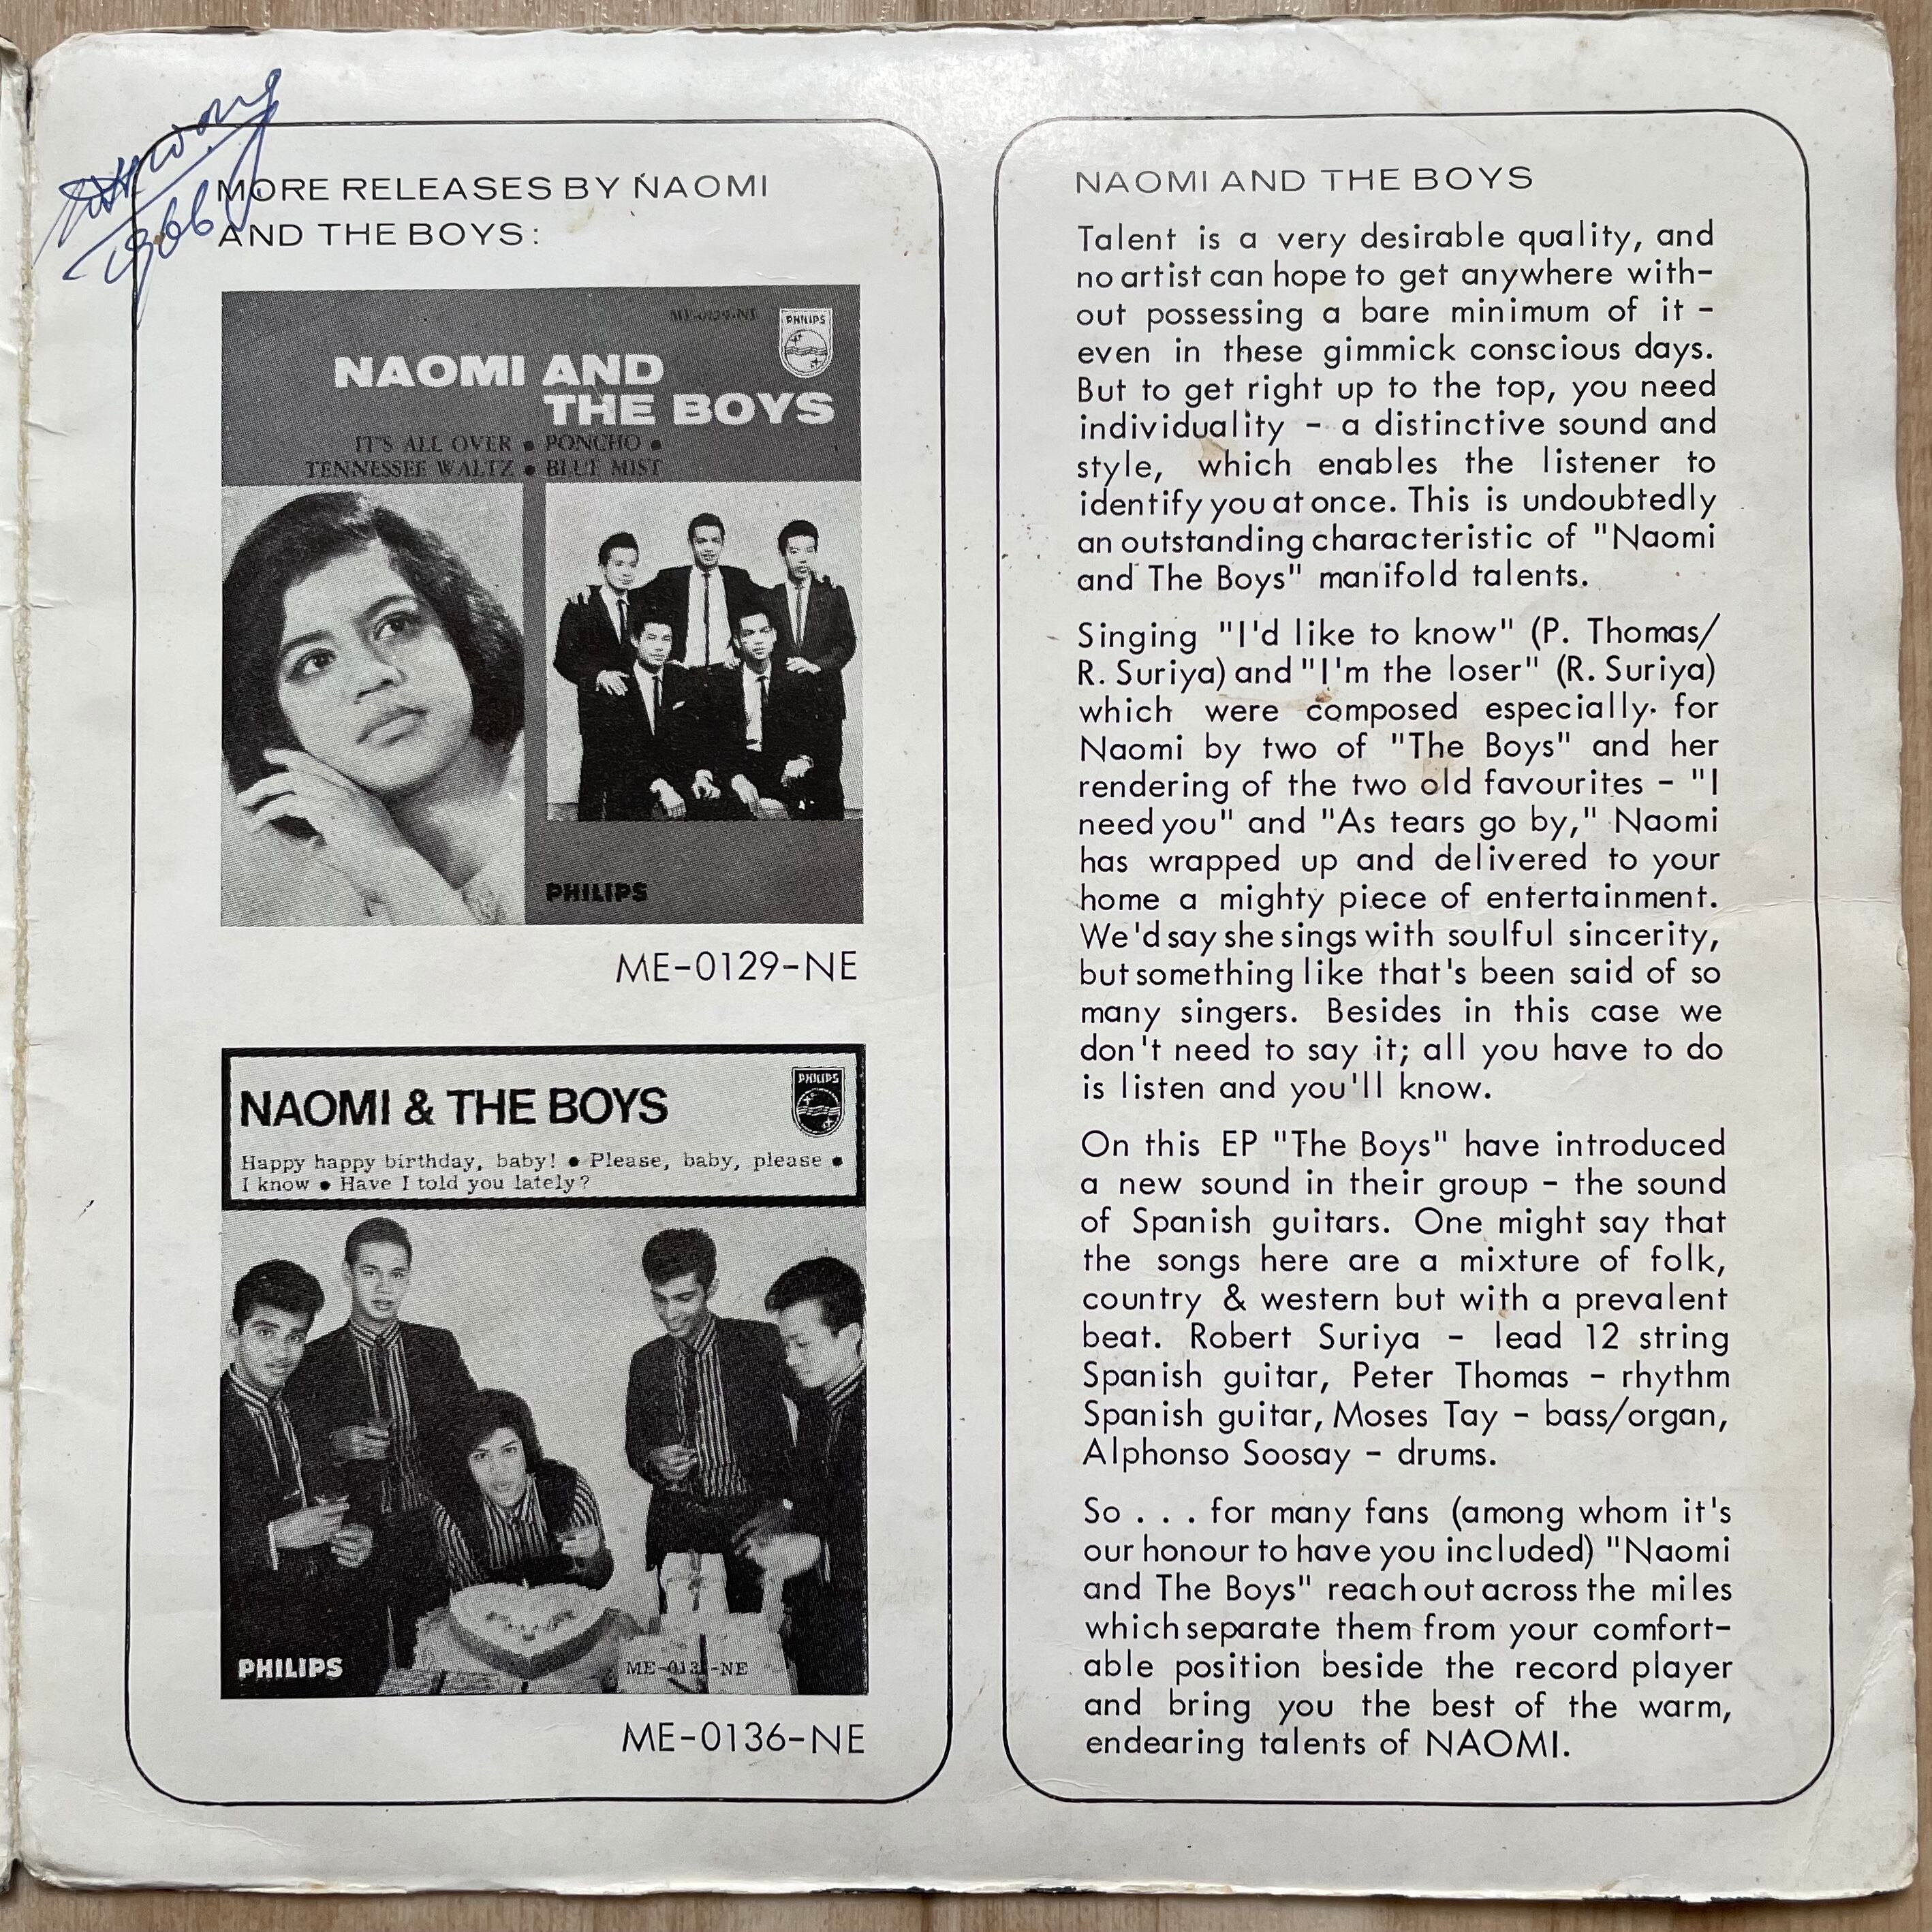 1966
MORE RELEASES BY NAOMI
AND THE BOYS:
ME-0129-NE
PHILIPS
NAOMI AND
THE BOYS
IT'S ALL OVER • PONCHO •
TENNESSEE WALTZ • BLUE MIST
PHILIPS
ME-0129-NE
PHILIPS
NAOMI & THE BOYS
Happy happy birthday, baby! • Please, baby, please •
I know • Have I told you lately?
PHILIPS
ME-0136-NE
NAOMI AND THE BOYS
Talent is a very desirable quality, and
no artist can hope to get anywhere with-
out possessing a bare minimum of it -
even in these gimmick conscious days.
But to get right up to the top, you need
individuality - a distinctive sound and
style, which enables the listener to
identify you at once. This is undoubtedly
an outstanding characteristic of "Naomi
and The Boys" manifold talents.
Singing "I'd like to know" (P. Thomas/
R. Suriya) and "I'm the loser" (R. Suriya)
which were composed especially for
Naomi by two of "The Boys" and her
rendering of the two old favourites - "I
need you" and "As tears go by," Naomi
has wrapped up and delivered to your
home a mighty piece of entertainment.
We'd say she sings with soulful sincerity,
but something like that's been said of so
many singers. Besides in this case we
don't need to say it; all you have to do
is listen and you'll know.
On this EP "The Boys" have introduced
a new sound in their group - the sound
of Spanish guitars. One might say that
the songs here are a mixture of folk,
country & western but with a prevalent
beat. Robert Suriya - lead 12 string
Spanish guitar, Peter Thomas - rhythm
Spanish guitar, Moses Tay - bass/organ,
Alphonso Soosay - drums.
So . . . for many fans (among whom it's
our honour to have you included) "Naomi
and The Boys" reach out across the miles
which separate them from your comfort-
able position beside the record player
and bring you the best of the warm,
endearing talents of NAOMI.